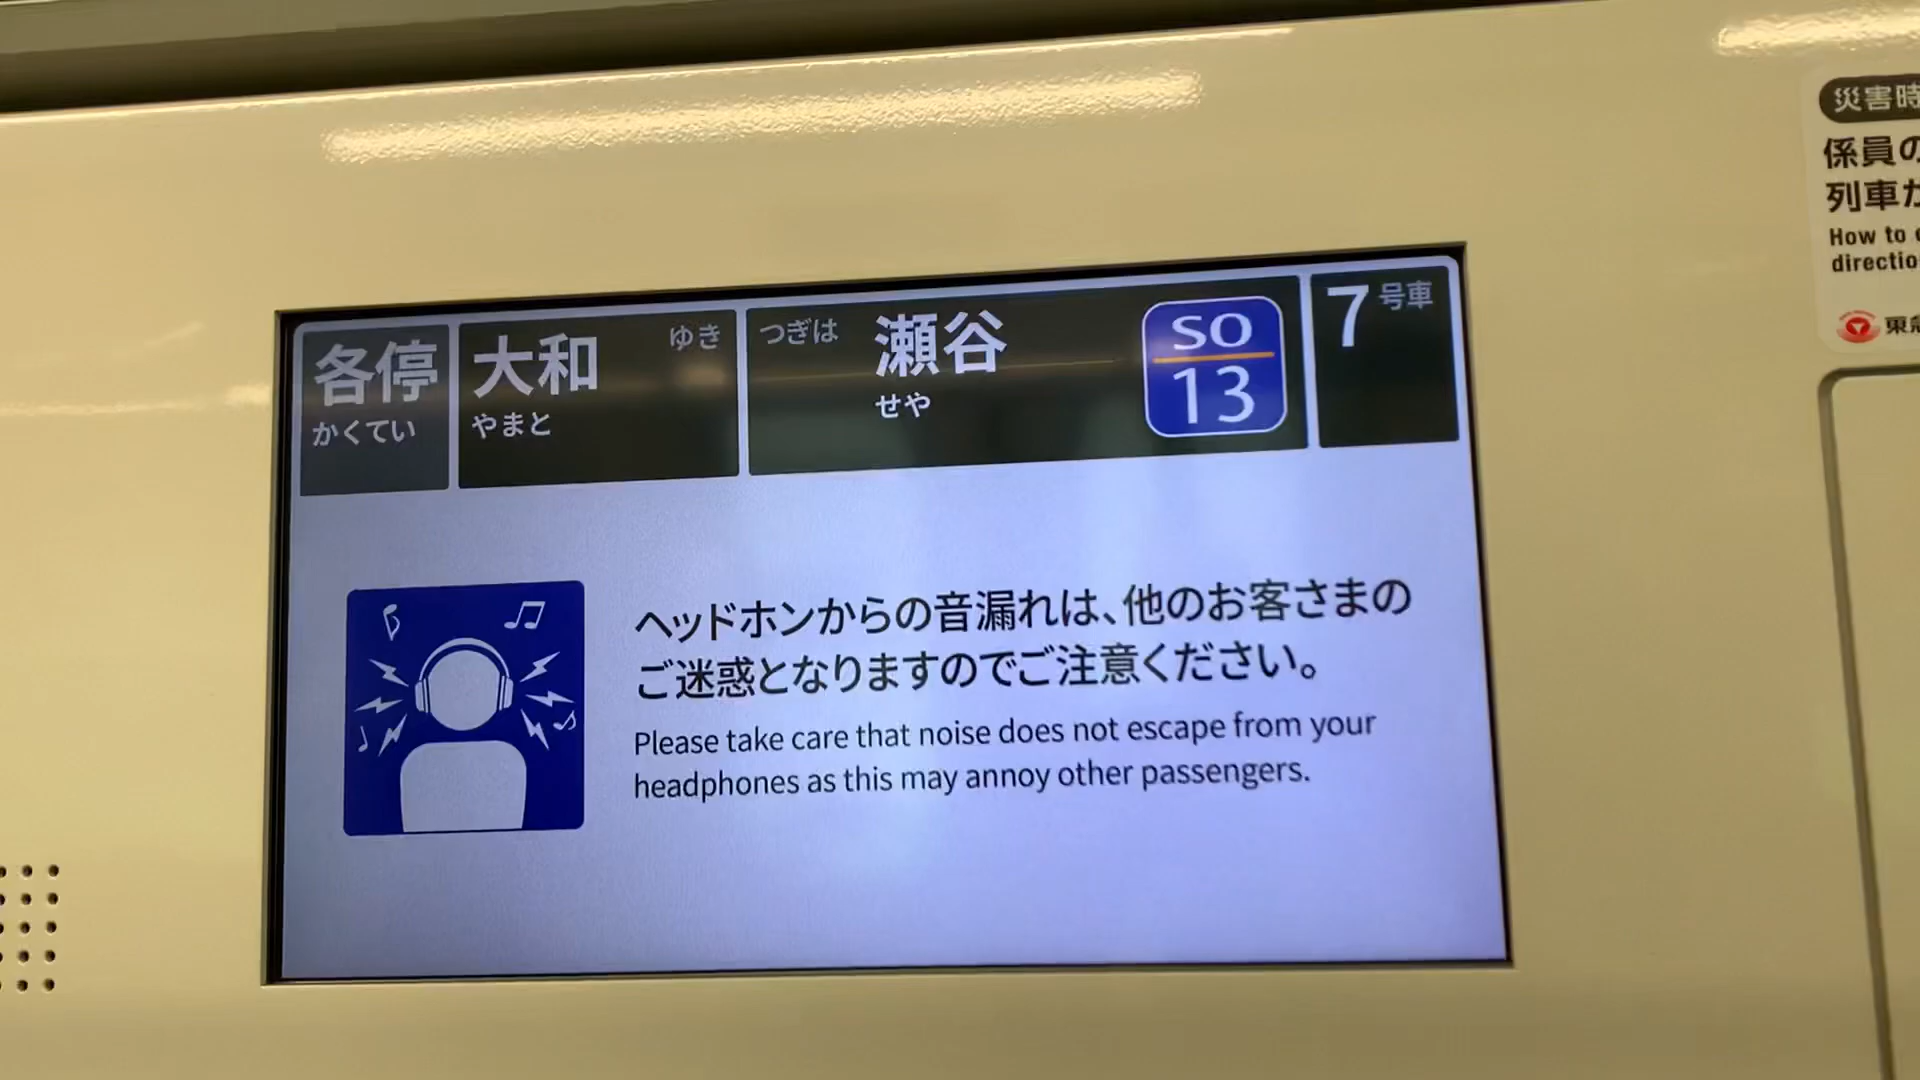 各停
かくてい
大和 ゆき
やまと
つぎは 瀬谷
せや
SO
13
7号車
ヘッドホンからの音漏れは、他のお客さまの
ご迷惑となりますのでご注意ください。
Please take care that noise does not escape from your
headphones as this may annoy other passengers.
災害時
係員の
列車が
How to
directio
東急